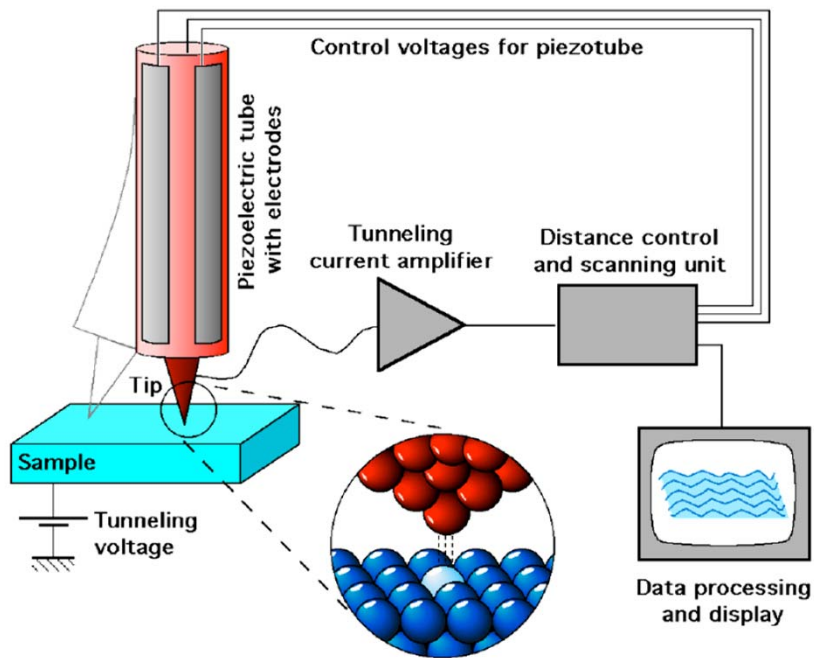 Control voltages for piezotube
Piezoelectric tube
with electrodes
Tunneling
current amplifier
Distance control
and scanning unit
Tip
Sample
Tunneling
voltage
Data processing
and display